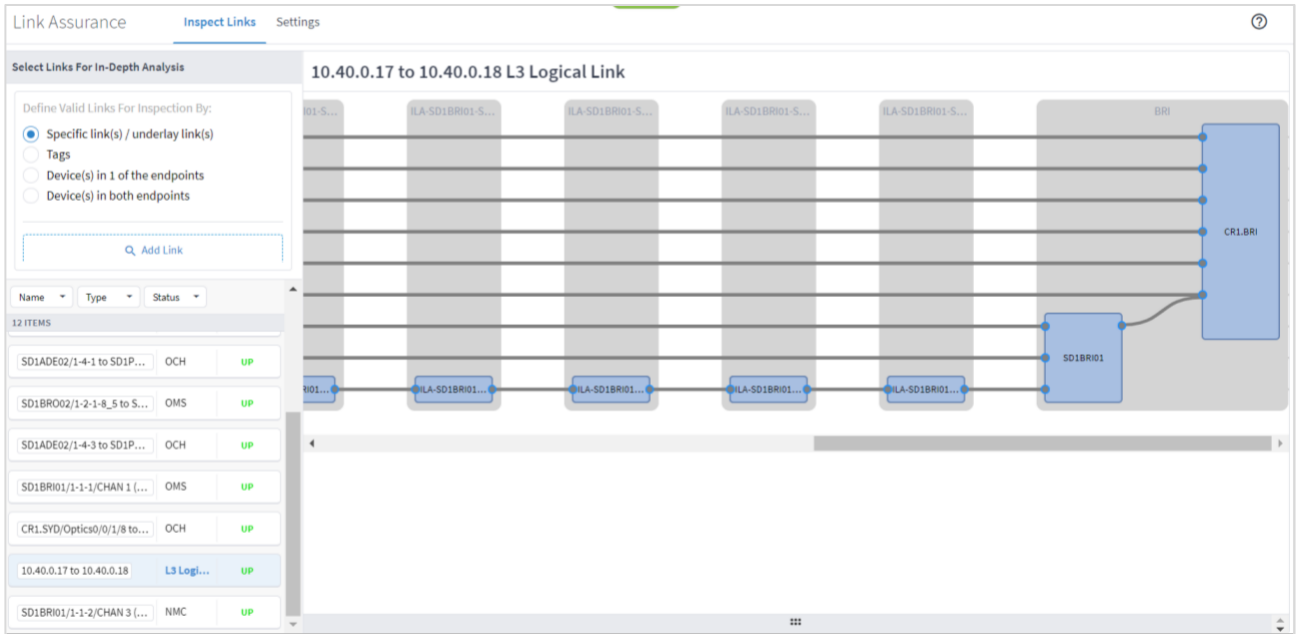 Link Assurance
Inspect Links
Settings
Select Links For In-Depth Analysis
Define Valid Links For Inspection By:
Specific link(s) / underlay link(s)
Tags
Device(s) in 1 of the endpoints
Device(s) in both endpoints
Add Link
Name
Type
Status
12 ITEMS
SD1ADE02/1-4-1 to SD1P... OCH UP
SD1BRO02/1-2-1-8_5 to S... OMS UP
SD1ADE02/1-4-3 to SD1P... OCH UP
SD1BRI01/1-1-1/CHAN 1 (... OMS UP
CR1.SYD/Optics0/0/1/8 to... OCH UP
10.40.0.17 to 10.40.0.18 L3 Logi... UP
SD1BRI01/1-1-2/CHAN 3 (... NMC UP
10.40.0.17 to 10.40.0.18 L3 Logical Link
I01-S...
ILA-SD1BRI01-S...
ILA-SD1BRI01-S...
ILA-SD1BRI01-S...
ILA-SD1BRI01-S...
BRI
CR1.BRI
SD1BRI01
RI01...
ILA-SD1BRI01...
ILA-SD1BRI01...
ILA-SD1BRI01...
ILA-SD1BRI01...